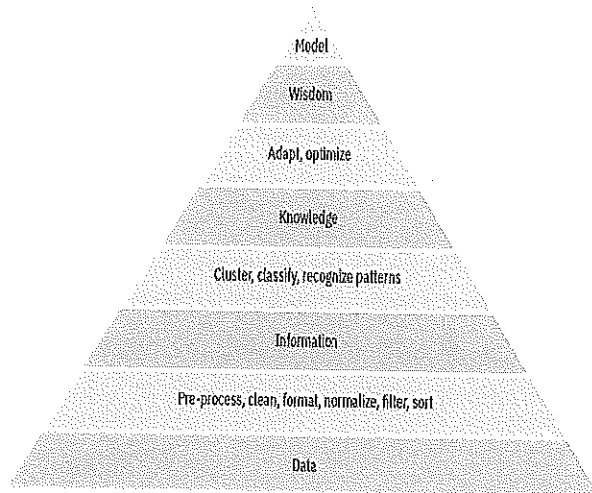 Model
Wisdom
Adapt, optimize
Knowledge
Cluster, classify, recognize patterns
Information
Pre-process, clean, format, normalize, filter, sort
Data